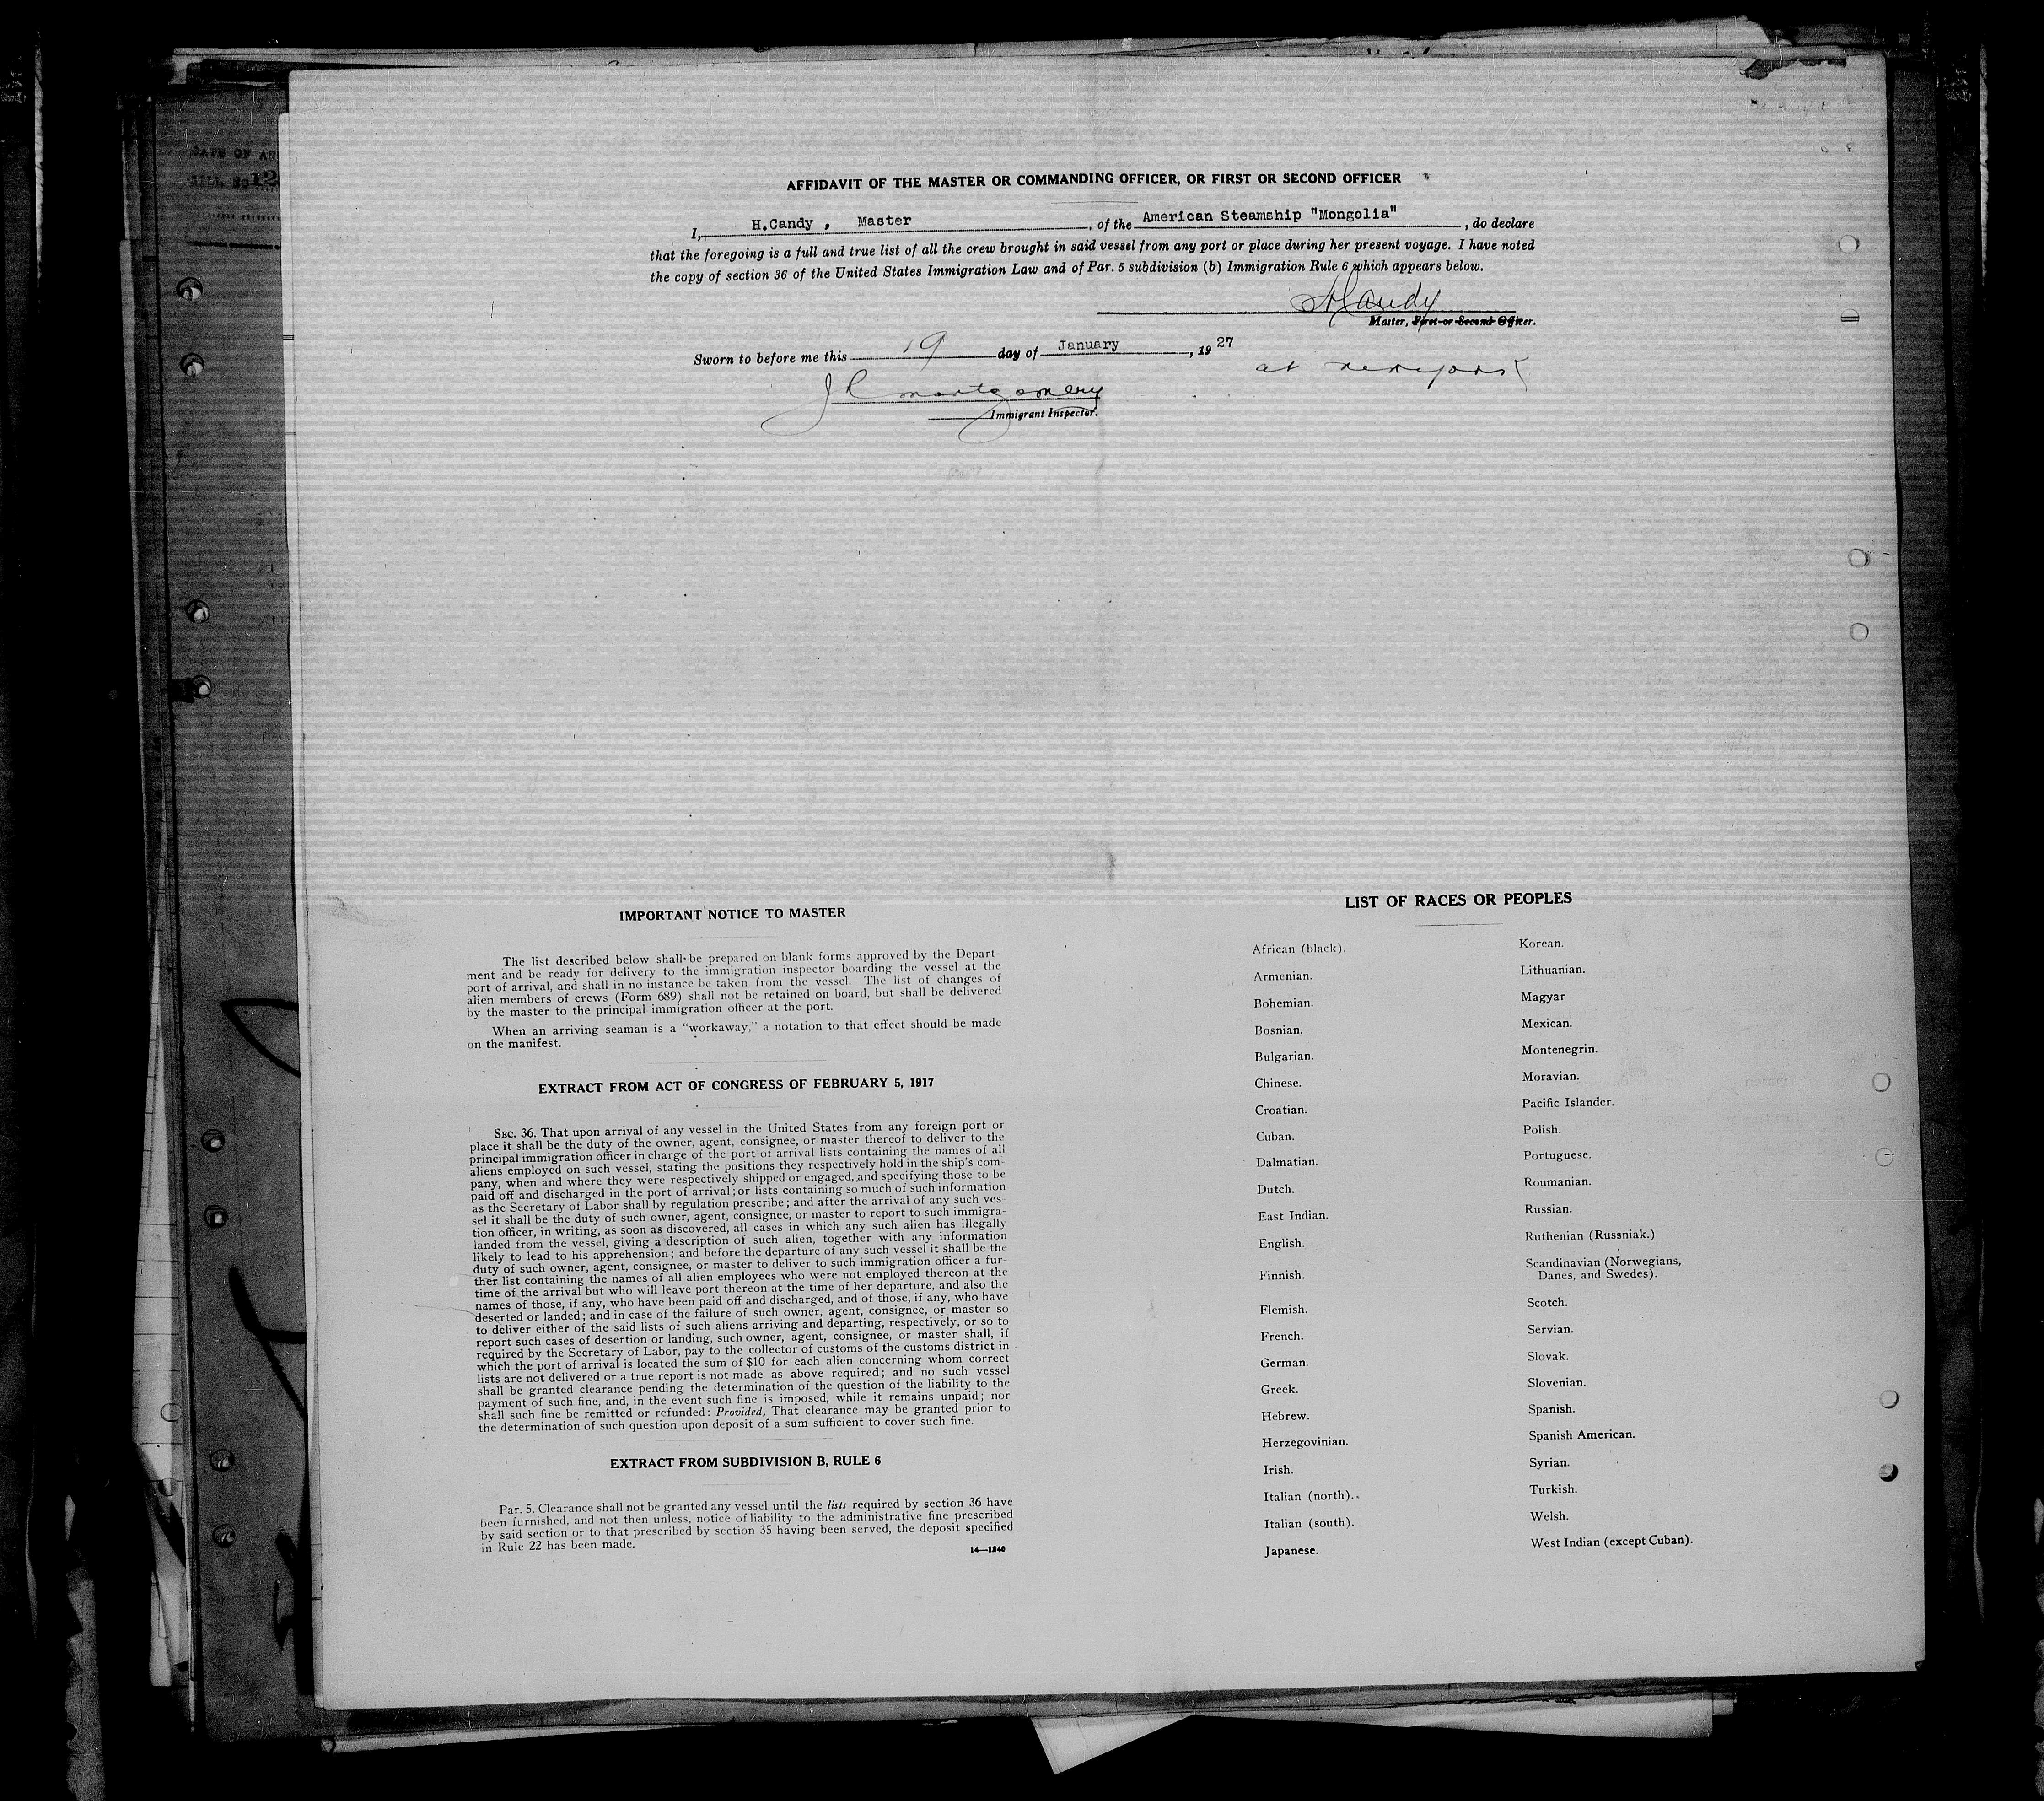 DATE OF AR
12
AFFIDAVIT OF THE MASTER OR COMMANDING OFFICER, OR FIRST OR SECOND OFFICER
I, H.Candy , Master , of the American Steamship "Mongolia" , do declare
that the foregoing is a full and true list of all the crew brought in said vessel from any port or place during her present voyage. I have noted
the copy of section 36 of the United States Immigration Law and of Par. 5 subdivision (b) Immigration Rule 6 which appears below.
HCandy
Master, First or Second Officer.
Sworn to before me this 19 day of January , 19 27
at New York
Montgomery
Immigrant Inspector.
IMPORTANT NOTICE TO MASTER
The list described below shall be prepared on blank forms approved by the Depart-
ment and be ready for delivery to the immigration inspector boarding the vessel at the
port of arrival, and shall in no instance be taken from the vessel. The list of changes of
alien members of crews (Form 689) shall not be retained on board, but shall be delivered
by the master to the principal immigration officer at the port.
When an arriving seaman is a "workaway," a notation to that effect should be made
on the manifest.
EXTRACT FROM ACT OF CONGRESS OF FEBRUARY 5, 1917
SEC. 36. That upon arrival of any vessel in the United States from any foreign port or
place it shall be the duty of the owner, agent, consignee, or master thereof to deliver to the
principal immigration officer in charge of the port of arrival lists containing the names of all
aliens employed on such vessel, stating the positions they respectively hold in the ship's com-
pany, when and where they were respectively shipped or engaged, and specifying those to be
paid off and discharged in the port of arrival; or lists containing so much of such information
as the Secretary of Labor shall by regulation prescribe; and after the arrival of any such ves-
sel it shall be the duty of such owner, agent, consignee, or master to report to such immigra-
tion officer, in writing, as soon as discovered, all cases in which any such alien has illegally
landed from the vessel, giving a description of such alien, together with any information
likely to lead to his apprehension; and before the departure of any such vessel it shall be the
duty of such owner, agent, consignee, or master to deliver to such immigration officer a fur-
ther list containing the names of all alien employees who were not employed thereon at the
time of the arrival but who will leave port thereon at the time of her departure, and also the
names of those, if any, who have been paid off and discharged, and of those, if any, who have
deserted or landed; and in case of the failure of such owner, agent, consignee, or master so
to deliver either of the said lists of such aliens arriving and departing, respectively, or so to
report such cases of desertion or landing, such owner, agent, consignee, or master shall, if
required by the Secretary of Labor, pay to the collector of customs of the customs district in
which the port of arrival is located the sum of $10 for each alien concerning whom correct
lists are not delivered or a true report is not made as above required; and no such vessel
shall be granted clearance pending the determination of the question of the liability to the
payment of such fine, and, in the event such fine is imposed, while it remains unpaid; nor
shall such fine be remitted or refunded: Provided, That clearance may be granted prior to
the determination of such question upon deposit of a sum sufficient to cover such fine.
EXTRACT FROM SUBDIVISION B, RULE 6
Par. 5. Clearance shall not be granted any vessel until the lists required by section 36 have
been furnished, and not then unless, notice of liability to the administrative fine prescribed
by said section or to that prescribed by section 35 having been served, the deposit specified
in Rule 22 has been made.
14—1240
LIST OF RACES OR PEOPLES
African (black).
Armenian.
Bohemian.
Bosnian.
Bulgarian.
Chinese.
Croatian.
Cuban.
Dalmatian.
Dutch.
East Indian.
English.
Finnish.
Flemish.
French.
German.
Greek.
Hebrew.
Herzegovinian.
Irish.
Italian (north).
Italian (south).
Japanese.
Korean.
Lithuanian.
Magyar
Mexican.
Montenegrin.
Moravian.
Pacific Islander.
Polish.
Portuguese.
Roumanian.
Russian.
Ruthenian (Russniak.)
Scandinavian (Norwegians,
Danes, and Swedes).
Scotch.
Servian.
Slovak.
Slovenian.
Spanish.
Spanish American.
Syrian.
Turkish.
Welsh.
West Indian (except Cuban).